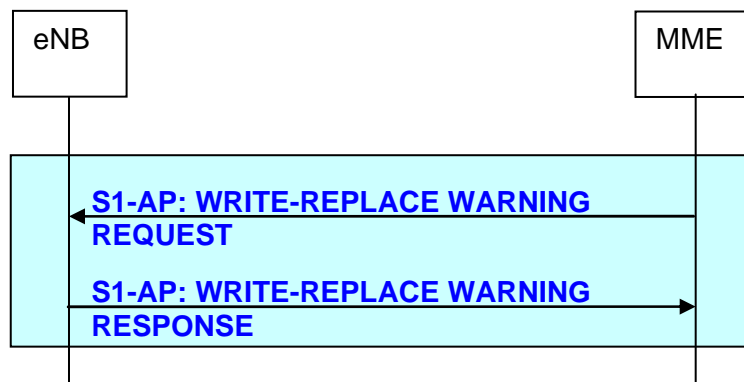 eNB
MME
S1-AP: WRITE-REPLACE WARNING
REQUEST
S1-AP: WRITE-REPLACE WARNING
RESPONSE